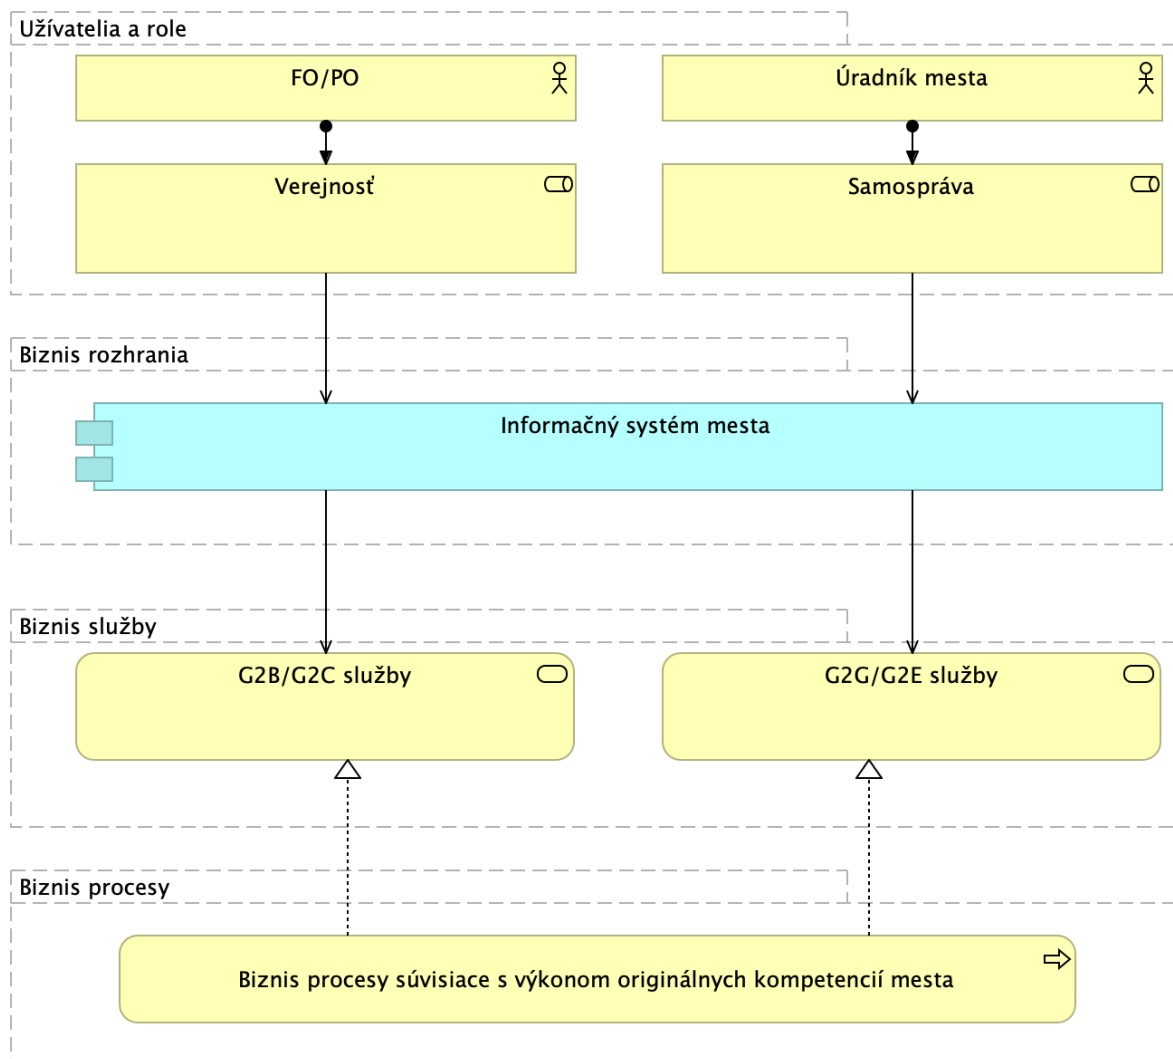 Užívatelia a role
FO/PO
Úradník mesta
Verejnosť
Samospráva
Biznis rozhrania
Informačný systém mesta
Biznis služby
G2B/G2C služby
G2G/G2E služby
Biznis procesy
Biznis procesy súvisiace s výkonom originálnych kompetencií mesta